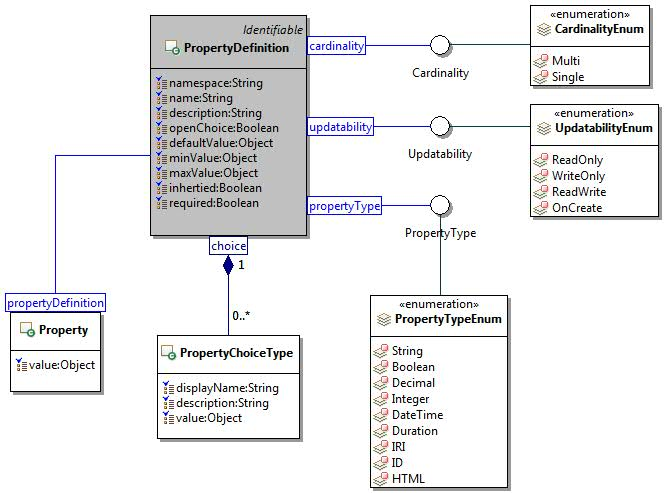 Identifiable
PropertyDefinition
namespace:String
name:String
description:String
openChoice:Boolean
defaultValue:Object
minValue:Object
maxValue:Object
inhertied:Boolean
required:Boolean
cardinality
Cardinality
«enumeration»
CardinalityEnum
Multi
Single
updatability
Updatability
«enumeration»
UpdatabilityEnum
ReadOnly
WriteOnly
ReadWrite
OnCreate
propertyType
PropertyType
choice
1
0..*
propertyDefinition
Property
value:Object
PropertyChoiceType
displayName:String
description:String
value:Object
«enumeration»
PropertyTypeEnum
String
Boolean
Decimal
Integer
DateTime
Duration
IRI
ID
HTML